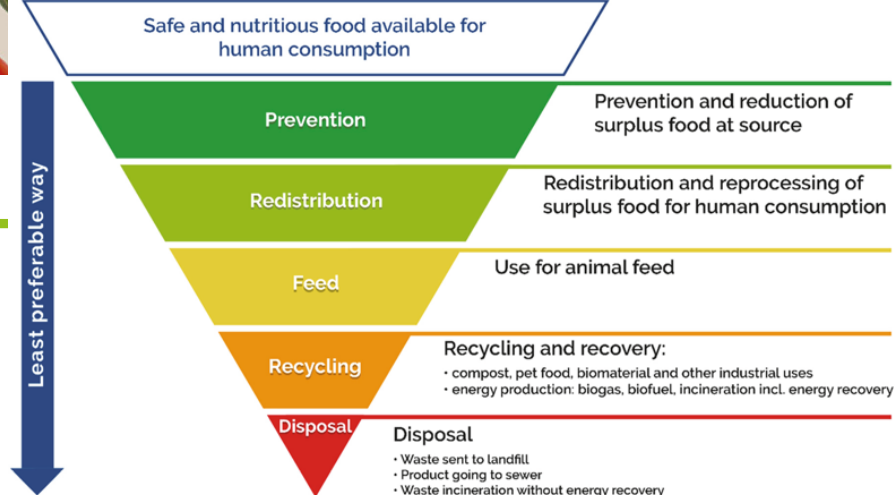 Safe and nutritious food available for
human consumption
Prevention
Prevention and reduction of
surplus food at source
Redistribution
Redistribution and reprocessing of
surplus food for human consumption
Feed
Use for animal feed
Recycling
Recycling and recovery:
• compost, pet food, biomaterial and other industrial uses
• energy production: biogas, biofuel, incineration incl. energy recovery
Disposal
Disposal
• Waste sent to landfill
• Product going to sewer
• Waste incineration without energy recovery
Least preferable way